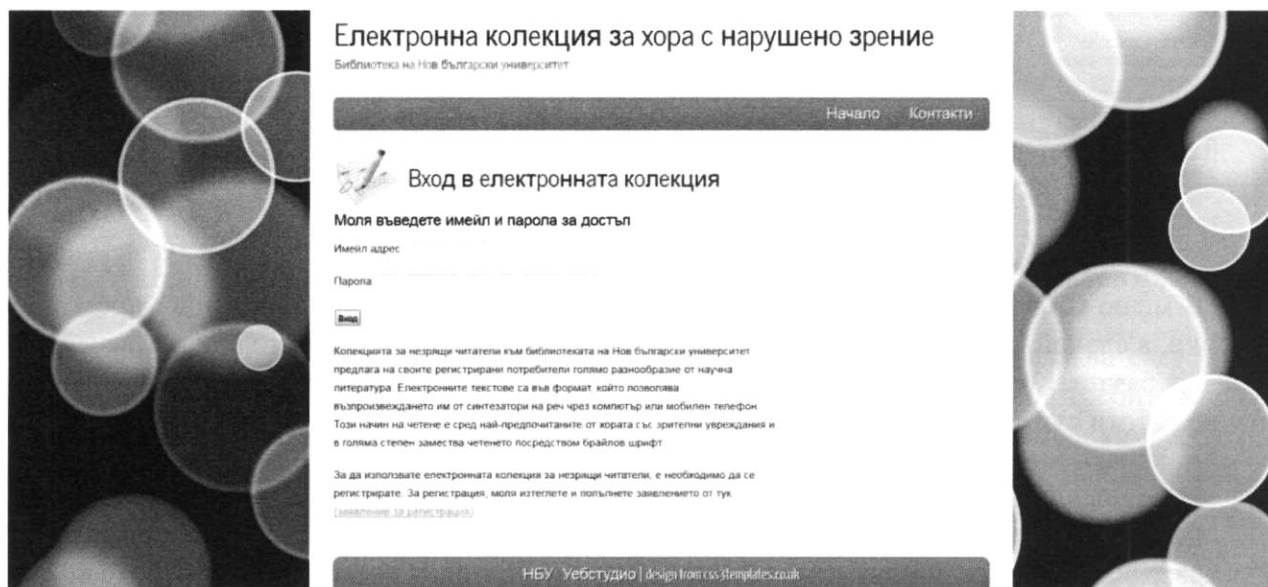 Електронна колекция за хора с нарушено зрение
Библиотека на Нов български университет
Начало Контакти
Вход в електронната колекция
Моля въведете имейл и парола за достъп
Имейл адрес
Парола
Вход
Колекцията за незрящи читатели към библиотеката на Нов български университет
предлага на своите регистрирани потребители голямо разнообразие от научна
литература. Електронните текстове са във формат, който позволява
възпроизвеждането им от синтезатори на реч чрез компютър или мобилен телефон.
Този начин на четене е сред най-предпочитаните от хората със зрителни увреждания и
в голяма степен замества четенето посредством брайлов шрифт
За да използвате електронната колекция за незрящи читатели, е необходимо да се
регистрирате. За регистрация, моля изтеглете и попълнете заявлението от тук
(заявление за регистрация)
НБУ Уебстудио | design from css3templates.co.uk